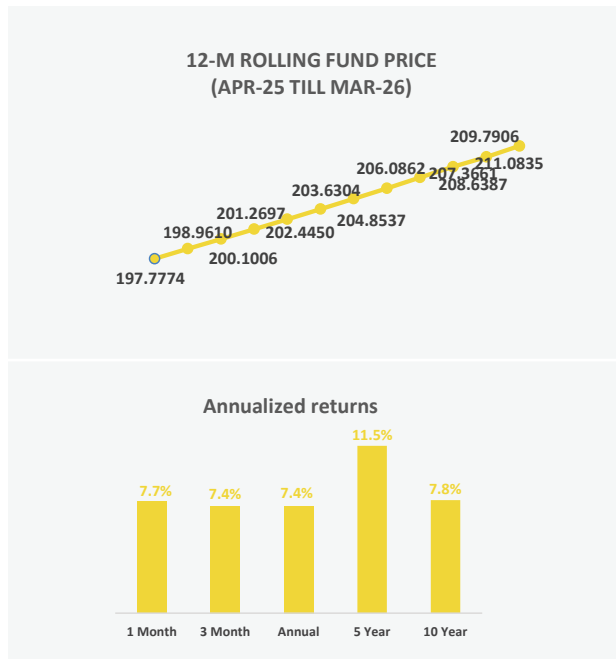 12-M ROLLING FUND PRICE
(APR-25 TILL MAR-26)
197.7774
198.9610
200.1006
201.2697
202.4450
203.6304
204.8537
206.0862
207.3661
208.6387
209.7906
211.0835
Annualized returns
7.7%
7.4%
7.4%
11.5%
7.8%
1 Month
3 Month
Annual
5 Year
10 Year